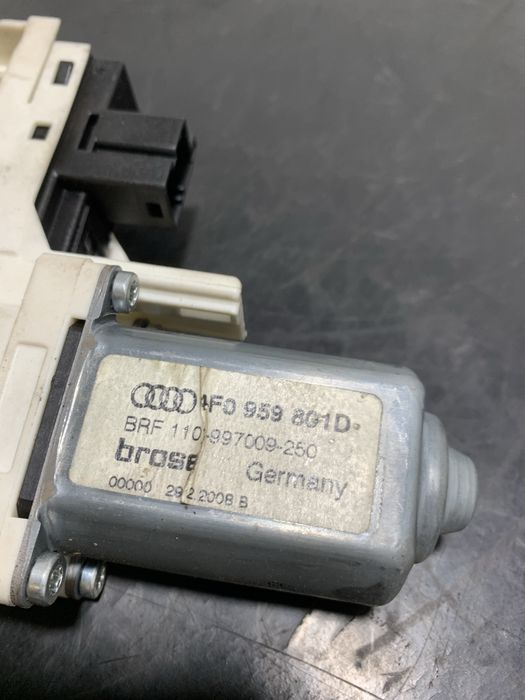 4F0 959 801D
BRF 110-997009-250
brose Germany
00000 29.2.2008 B